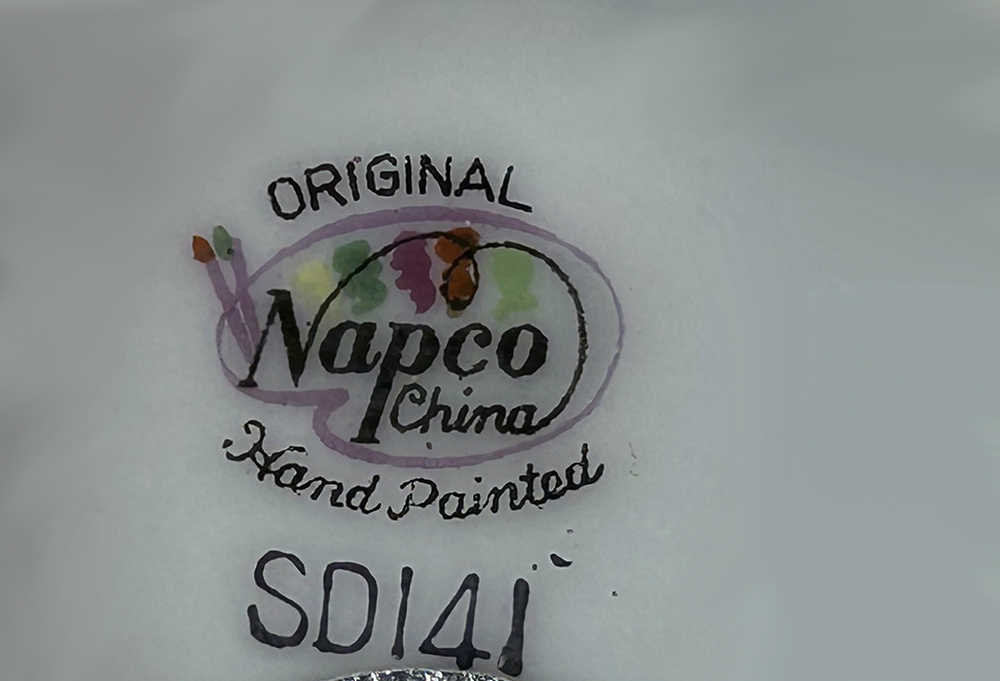 ORIGINAL
Napco
China
Hand Painted
SD141